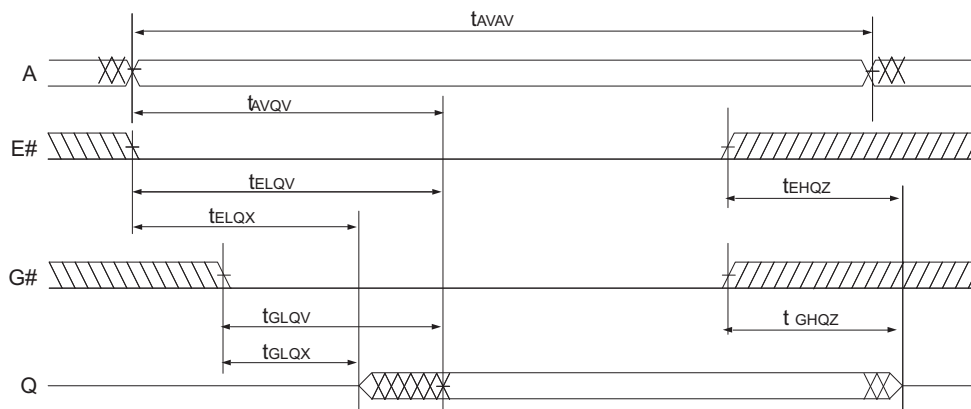 tAVAV
A
tAVQV
E#
tELQV
tEHQZ
tELQX
G#
tGLQV
t GHQZ
tGLQX
Q